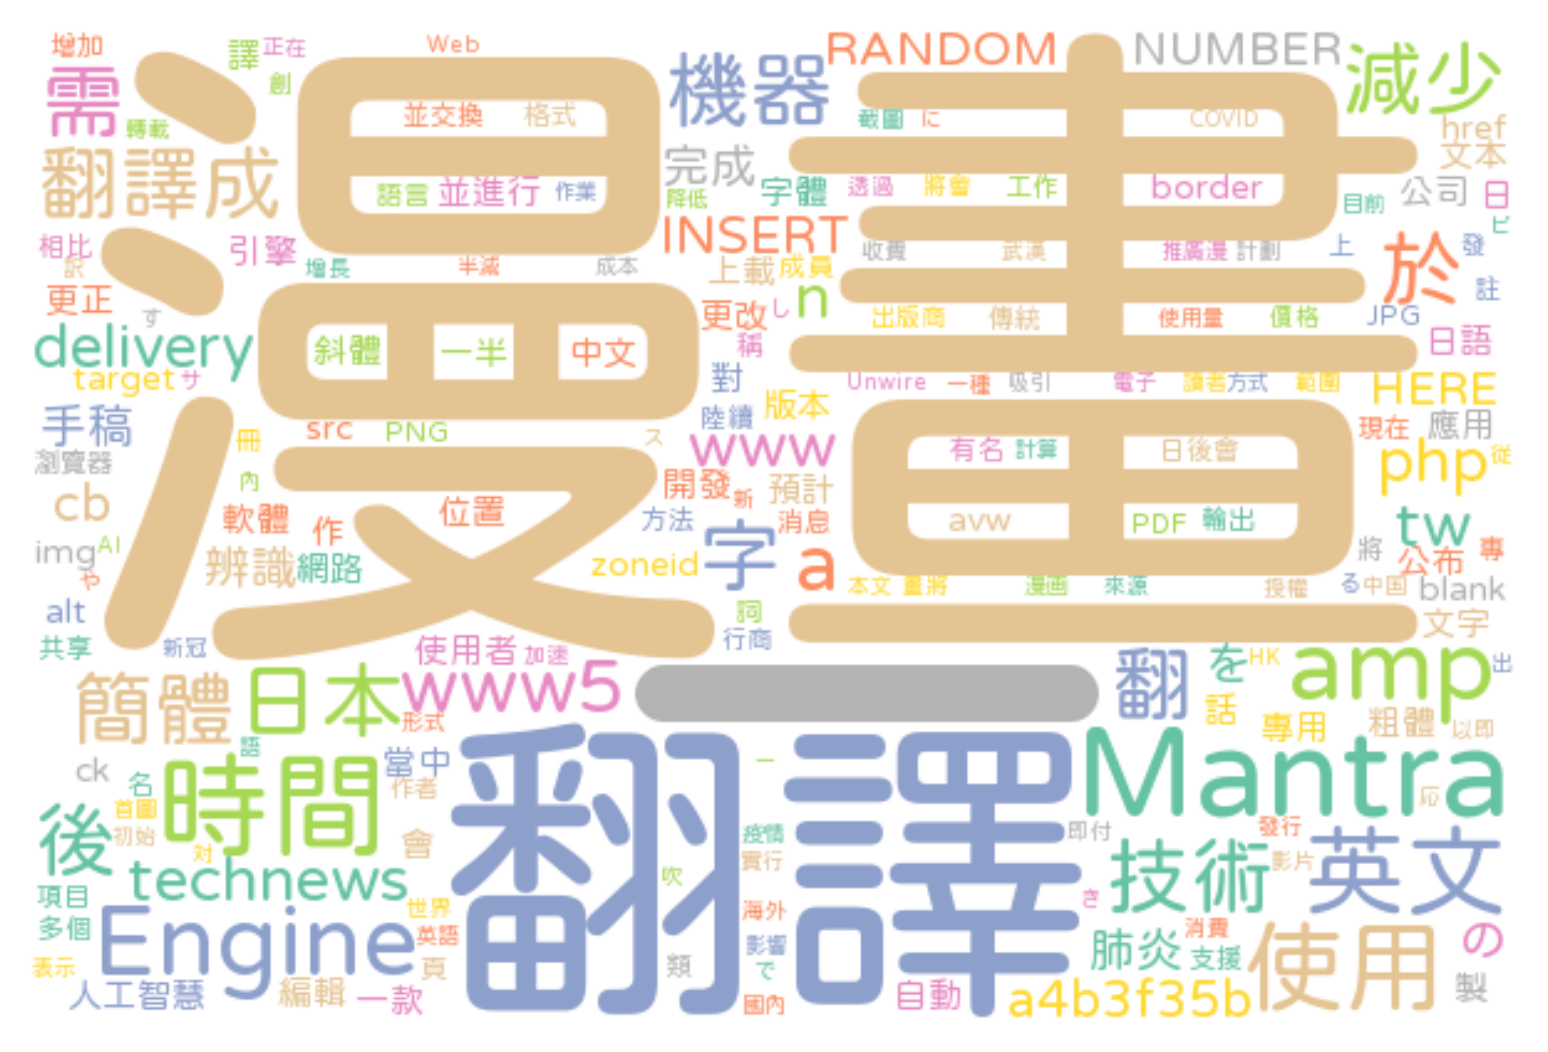 漫畫
翻譯
增加
譯
正在
創
Web
機器
RANDOM
NUMBER
減少
需
轉載
並交換
格式
截圖
に
COVID
href
文本
翻譯成
語言
並進行
作業
完成
降低
字體
透過
將會
工作
border
目前
公司
日
ビ
相比
訳
引擎
增長
半減
成本
INSERT
上載
成員
收費
武漢
推廣漫
計劃
上
於
發
註
更正
す
delivery
target
サ
斜體
一半
中文
更改
し
n
稱
出版商
傳統
使用量
價格
JPG
日語
對
版本
陸續
Unwire
一種
吸引
電子
讀者
方式
範圍
HERE
手稿
冊
src
PNG
ス
www
有名
計算
日後會
現在
應用
瀏覽器
內
開發
新
預計
php
従
cb
軟體
作
位置
方法
字
消息
avw
PDF
輸出
tw
img
AI
や
辨識
網路
zoneid
a
將
公布
專
alt
本文
畫將
漫画
來源
授權
る
中国
blank
共享
新冠
詞
行商
文字
使用者
加速
簡體
日本
www5
形式
翻
を
HK
amp
出
話
專用
粗體
以即
語
ck
名
時間
當中
作者
一
Mantra
応
後
首圖
初始
対
會
疫情
實行
即付
發行
技術
影片
英文
technews
吹
項目
多個
世界
英語
海外
き
消費
Engine
影響
肺炎
支援
の
表示
頁
類
で
使用
人工智慧
編輯
一款
國內
自動
a4b3f35b
製